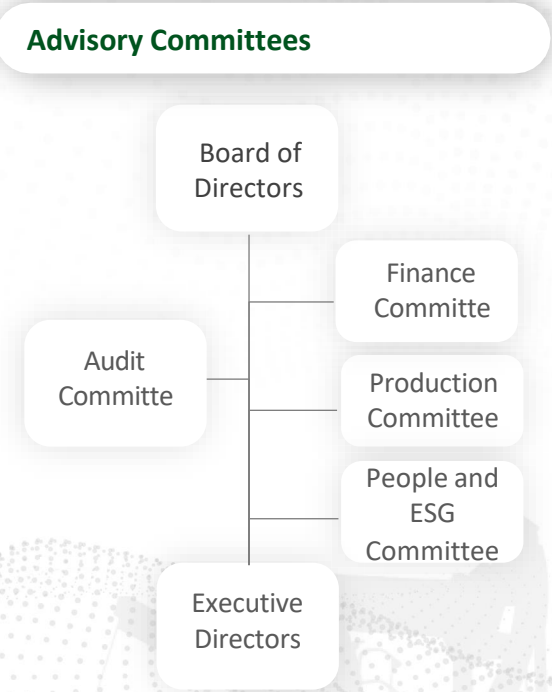 Advisory Committees
Board of
Directors
Finance
Committe
Audit
Committe
Production
Committee
People and
ESG
Committee
Executive
Directors